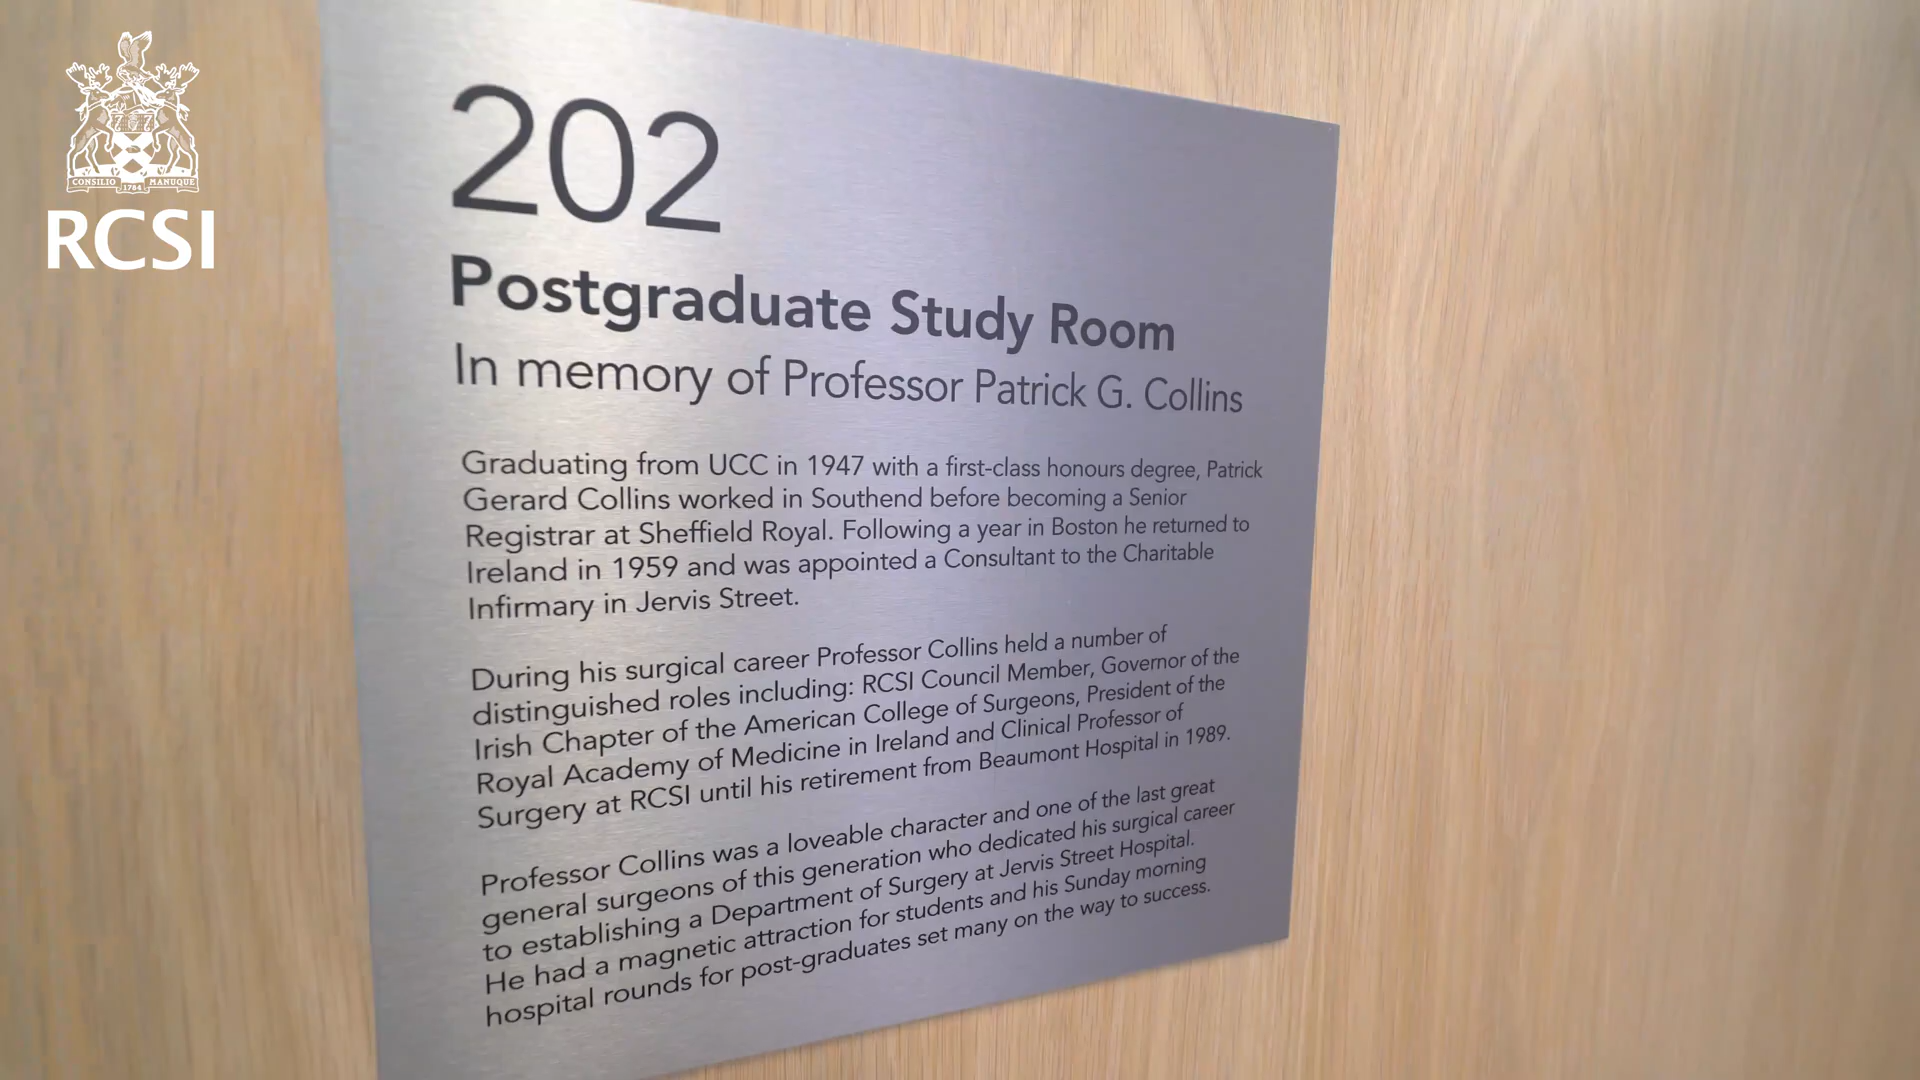 CONSILIO MANUQUE
1784
RCSI
202
Postgraduate Study Room
In memory of Professor Patrick G. Collins
Graduating from UCC in 1947 with a first-class honours degree, Patrick
Gerard Collins worked in Southend before becoming a Senior
Registrar at Sheffield Royal. Following a year in Boston he returned to
Ireland in 1959 and was appointed a Consultant to the Charitable
Infirmary in Jervis Street.
During his surgical career Professor Collins held a number of
distinguished roles including: RCSI Council Member, Governor of the
Irish Chapter of the American College of Surgeons, President of the
Royal Academy of Medicine in Ireland and Clinical Professor of
Surgery at RCSI until his retirement from Beaumont Hospital in 1989.
Professor Collins was a loveable character and one of the last great
general surgeons of this generation who dedicated his surgical career
to establishing a Department of Surgery at Jervis Street Hospital.
He had a magnetic attraction for students and his Sunday morning
hospital rounds for post-graduates set many on the way to success.